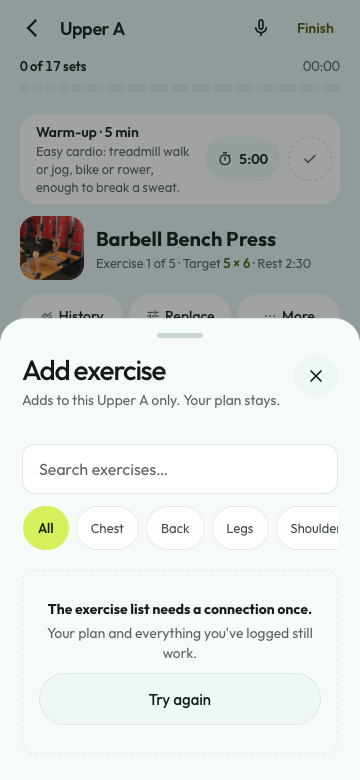 Upper A
Finish
0 of 17 sets
00:00
Warm-up · 5 min
Easy cardio: treadmill walk
or jog, bike or rower,
enough to break a sweat.
5:00
Barbell Bench Press
Exercise 1 of 5 · Target 5 × 6 · Rest 2:30
History
Replace
More
Add exercise
Adds to this Upper A only. Your plan stays.
Search exercises...
All
Chest
Back
Legs
Shoulder
The exercise list needs a connection once.
Your plan and everything you've logged still
work.
Try again